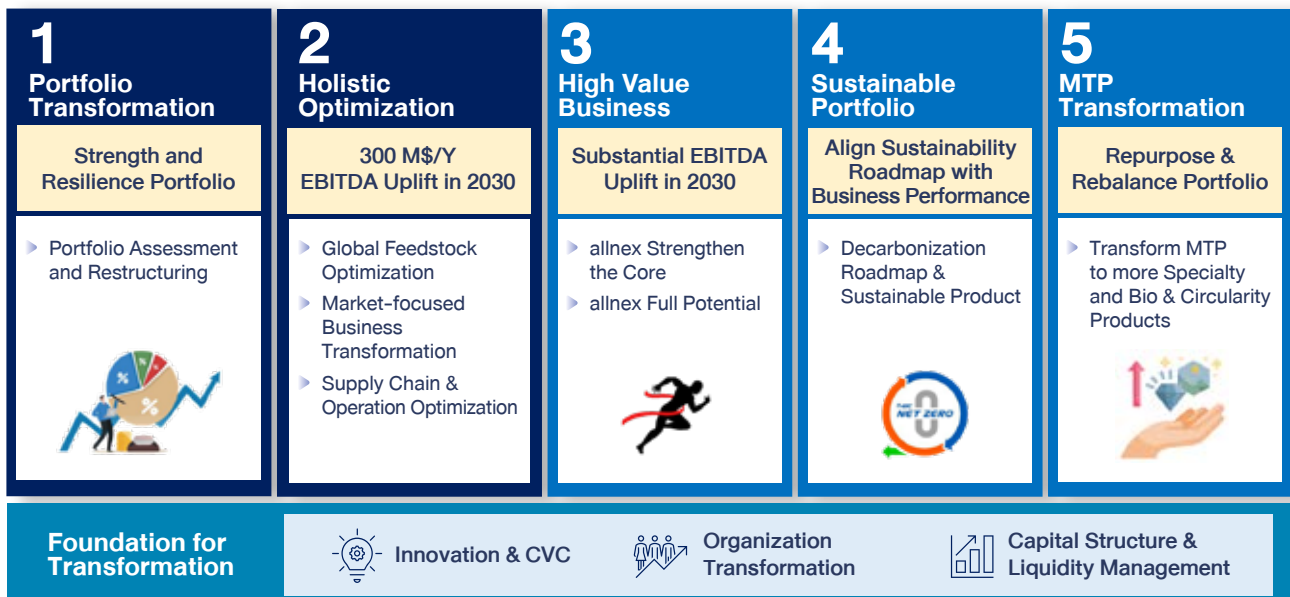 1
Portfolio
Transformation
Strength and
Resilience Portfolio
Portfolio Assessment
and Restructuring
%
%
%
%
2
Holistic
Optimization
300 M$/Y
EBITDA Uplift in 2030
Global Feedstock
Optimization
Market-focused
Business
Transformation
Supply Chain &
Operation Optimization
3
High Value
Business
Substantial EBITDA
Uplift in 2030
allnex Strengthen
the Core
allnex Full Potential
4
Sustainable
Portfolio
Align Sustainability
Roadmap with
Business Performance
Decarbonization
Roadmap &
Sustainable Product
NET ZERO
0
5
MTP
Transformation
Repurpose &
Rebalance Portfolio
Transform MTP
to more Specialty
and Bio & Circularity
Products
Foundation for
Transformation
Innovation & CVC
Organization
Transformation
Capital Structure &
Liquidity Management